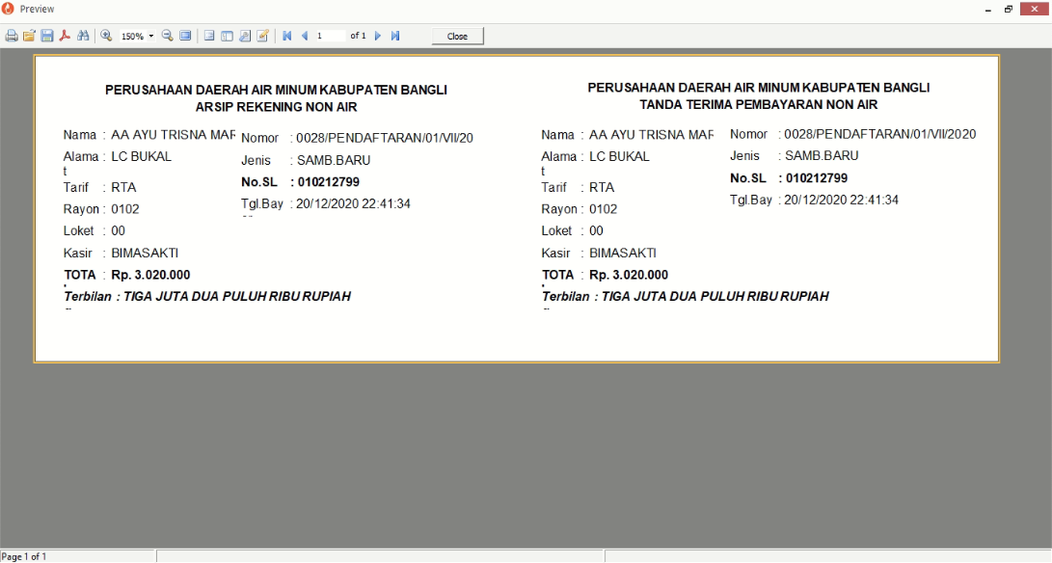 Preview
150%
1 of 1
Close
PERUSAHAAN DAERAH AIR MINUM KABUPATEN BANGLI
ARSIP REKENING NON AIR
Nama : AA AYU TRISNA MAR
Alama : LC BUKAL
t
Tarif : RTA
Rayon : 0102
Loket : 00
Kasir : BIMASAKTI
TOTA : Rp. 3.020.000
Terbilan : TIGA JUTA DUA PULUH RIBU RUPIAH
Nomor : 0028/PENDAFTARAN/01/VII/20
Jenis : SAMB.BARU
No.SL : 010212799
Tgl.Bay : 20/12/2020 22:41:34
PERUSAHAAN DAERAH AIR MINUM KABUPATEN BANGLI
TANDA TERIMA PEMBAYARAN NON AIR
Nama : AA AYU TRISNA MAR
Alama : LC BUKAL
t
Tarif : RTA
Rayon : 0102
Loket : 00
Kasir : BIMASAKTI
TOTA : Rp. 3.020.000
Terbilan : TIGA JUTA DUA PULUH RIBU RUPIAH
Nomor : 0028/PENDAFTARAN/01/VII/2020
Jenis : SAMB.BARU
No.SL : 010212799
Tgl.Bay : 20/12/2020 22:41:34
Page 1 of 1